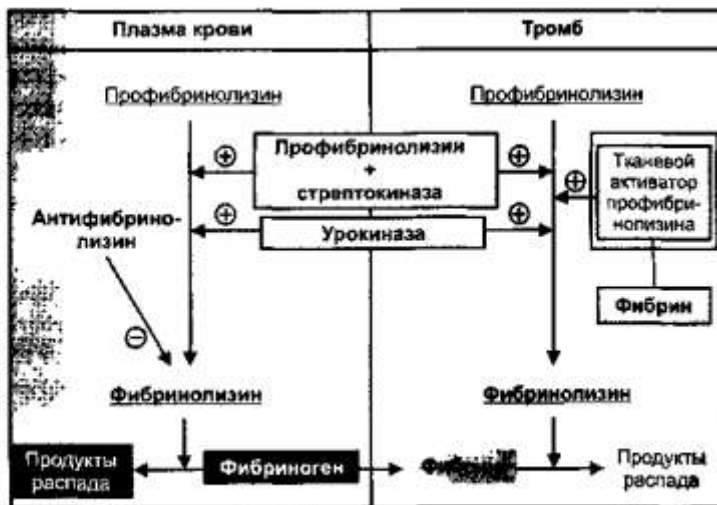 Плазма крови
Тромб
Профибринолизин
Профибринолизин
Профибринолизии
+
стрептокиназа
Тканевой
активатор
профибри-
нолизина
Антифибрино-
лизин
Урокиназа
Фибрин
Фибринолизин
Фибринолизин
Продукты
распада
Фибриноген
Продукты
распада